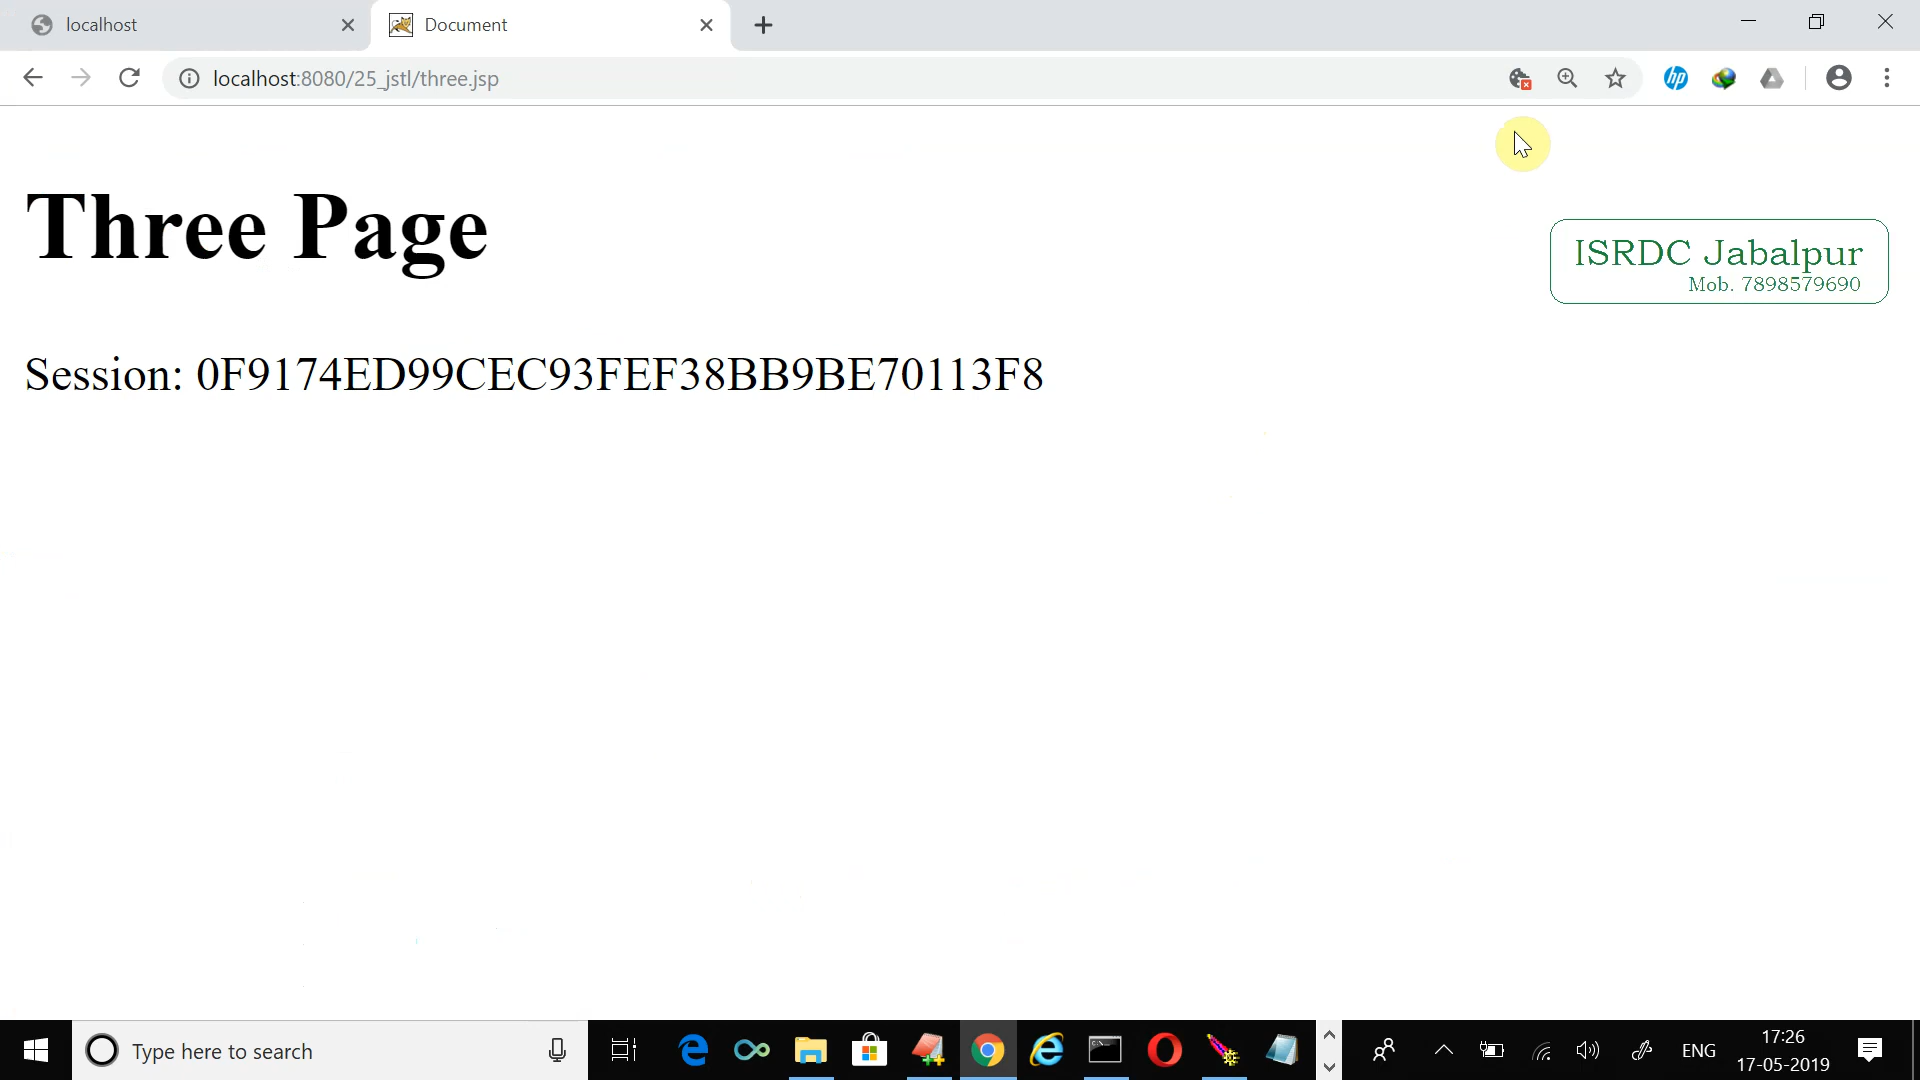 localhost
Document
localhost:8080/25_jstl/three.jsp
hp
Three Page
ISRDC Jabalpur
Mob. 7898579690
Session: 0F9174ED99CEC93FEF38BB9BE70113F8
Type here to search
ENG
17:26
17-05-2019